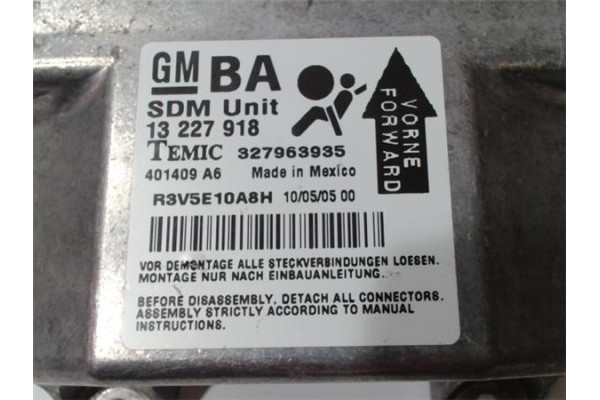 GM BA
SDM Unit
13 227 918
TEMIC 327963935
401409 A6 Made in Mexico
R3V5E10A8H 10/05/05 00
VORNE
FORWARD
VOR DEMONTAGE ALLE STECKVERBINDUNGEN LOESEN.
MONTAGE NUR NACH EINBAUANLEITUNG.
BEFORE DISASSEMBLY, DETACH ALL CONNECTORS.
ASSEMBLY STRICTLY ACCORDING TO MANUAL
INSTRUCTIONS.